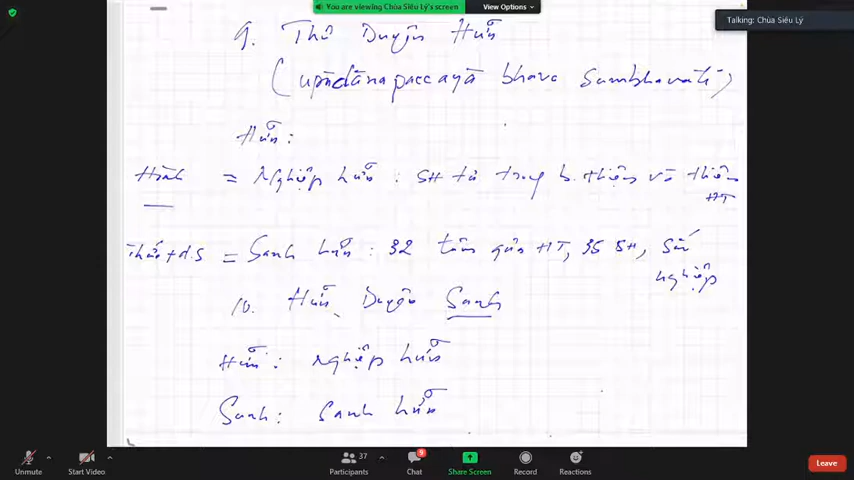 You are viewing Chùa Siêu Lý's screen
View Options
Talking: Chùa Siêu Lý
9. Thủ Duyên Hữu
(upādānapaccayā bhavo sambhavati)
Hữu:
Hành = Nghiệp hữu : SH tư trong b. thiện và thiện HT
Thức + d.S = Sanh hữu : 32 tâm quả HT, 35 SH, sắc nghiệp
10. Hữu Duyên Sanh
Hữu: nghiệp hữu
Sanh: Sanh hữu
Unmute
Start Video
37
Participants
9
Chat
Share Screen
Record
Reactions
Leave